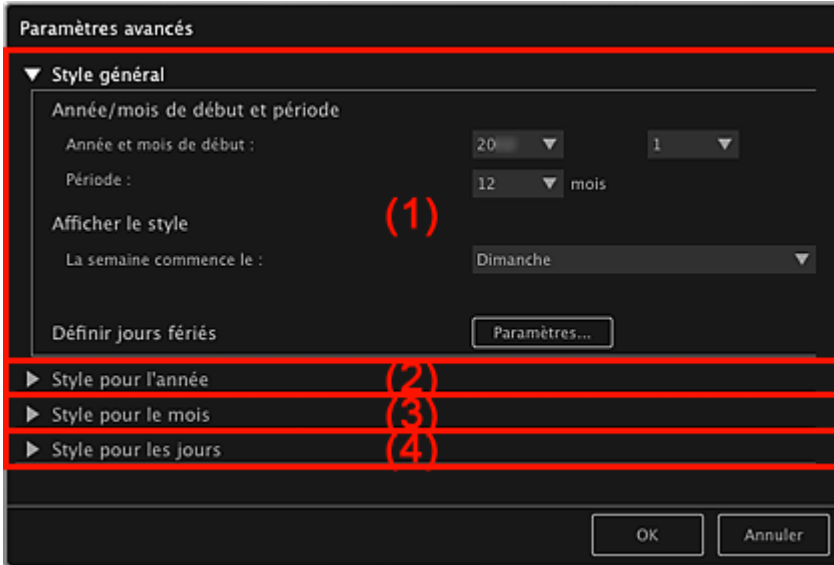 Paramètres avancés
Style général
Année/mois de début et période
Année et mois de début : 20 1
Période : 12 mois
(1)
Afficher le style
La semaine commence le : Dimanche
Définir jours fériés Paramètres...
Style pour l'année (2)
Style pour le mois (3)
Style pour les jours (4)
OK Annuler